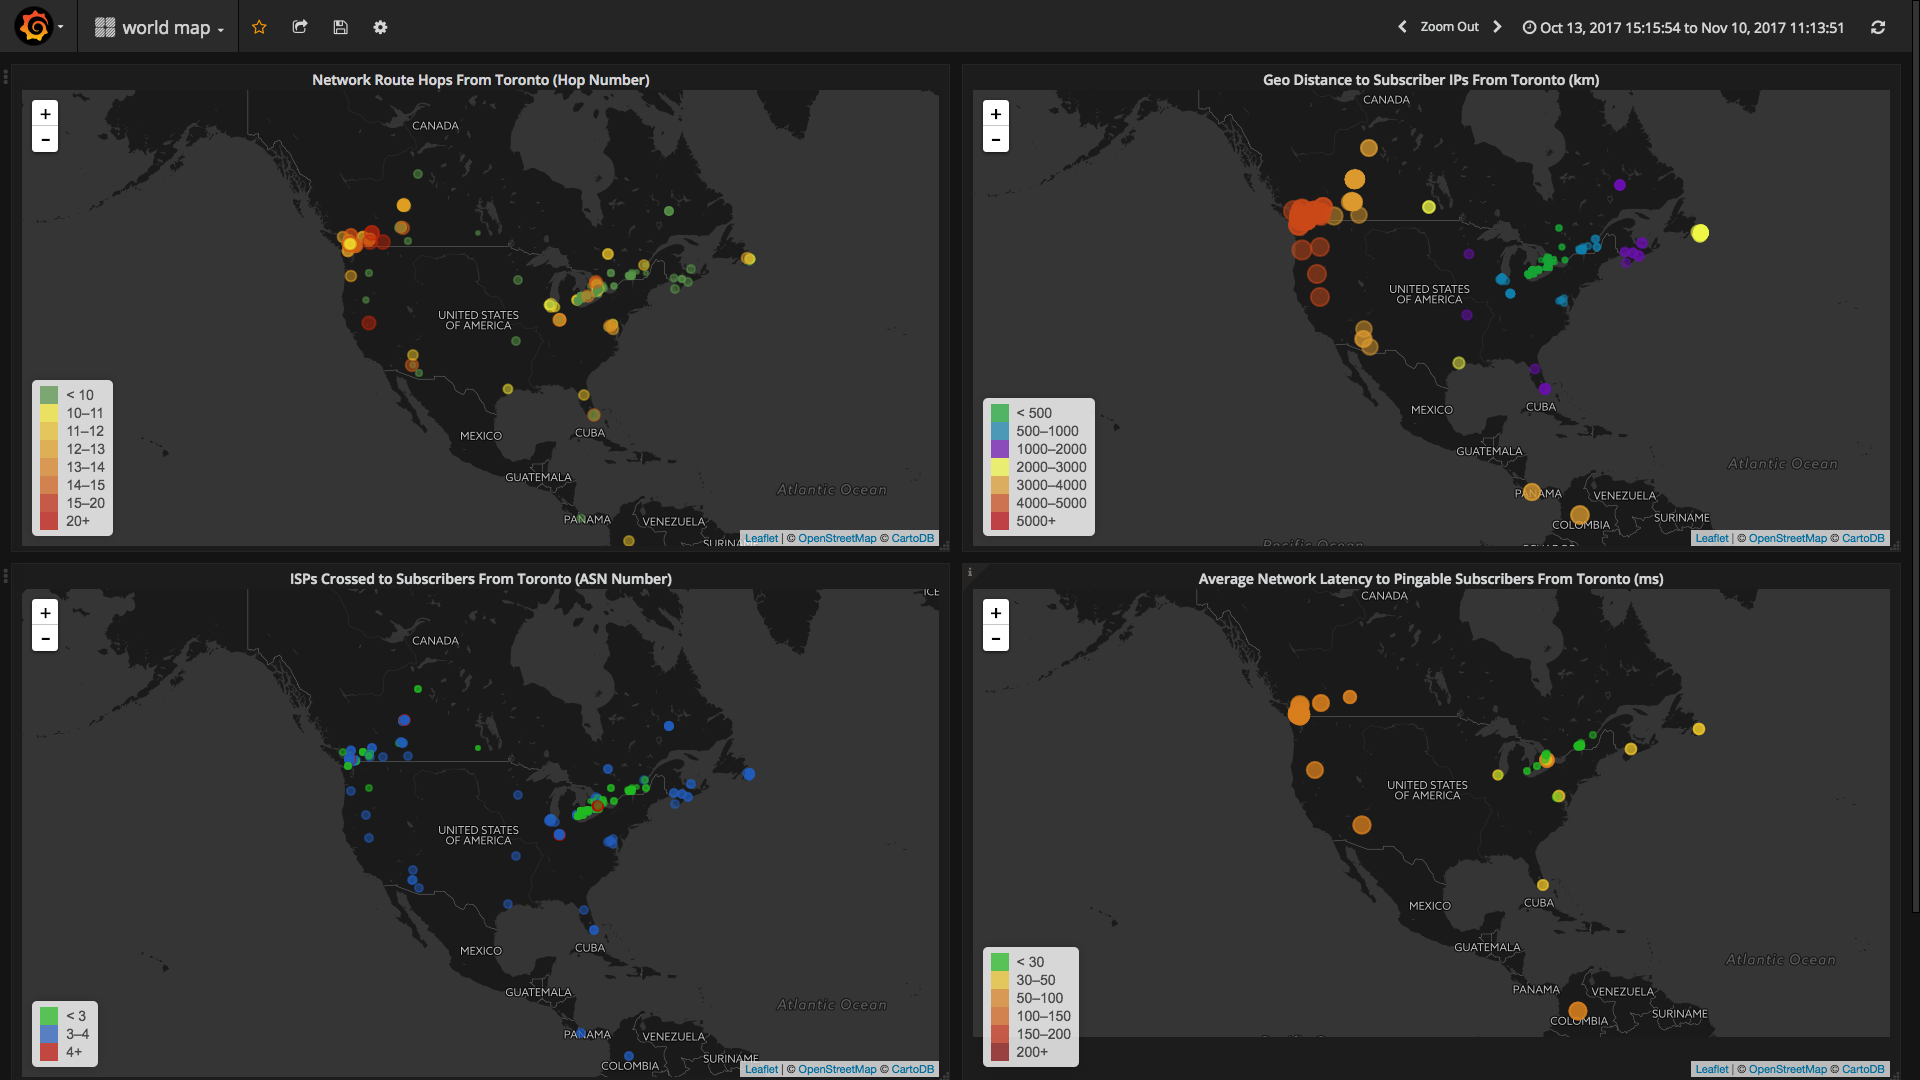 world map
Zoom Out
Oct 13, 2017 15:15:54 to Nov 10, 2017 11:13:51
Network Route Hops From Toronto (Hop Number)
+
-
CANADA
UNITED STATES
OF AMERICA
MEXICO
CUBA
GUATEMALA
PANAMA
VENEZUELA
Atlantic Ocean
< 10
10–11
11–12
12–13
13–14
14–15
15–20
20+
Leaflet | © OpenStreetMap © CartoDB
Geo Distance to Subscriber IPs From Toronto (km)
+
-
CANADA
UNITED STATES
OF AMERICA
MEXICO
CUBA
GUATEMALA
PANAMA
VENEZUELA
COLOMBIA
SURINAME
Atlantic Ocean
Pacific Ocean
< 500
500–1000
1000–2000
2000–3000
3000–4000
4000–5000
5000+
Leaflet | © OpenStreetMap © CartoDB
ISPs Crossed to Subscribers From Toronto (ASN Number)
+
-
ICE
CANADA
UNITED STATES
OF AMERICA
MEXICO
CUBA
GUATEMALA
PANAMA
VENEZUELA
COLOMBIA
SURINAME
Atlantic Ocean
< 3
3–4
4+
Leaflet | © OpenStreetMap © CartoDB
Average Network Latency to Pingable Subscribers From Toronto (ms)
+
-
CANADA
UNITED STATES
OF AMERICA
MEXICO
CUBA
GUATEMALA
PANAMA
VENEZUELA
COLOMBIA
SURINAME
Atlantic Ocean
< 30
30–50
50–100
100–150
150–200
200+
Leaflet | © OpenStreetMap © CartoDB